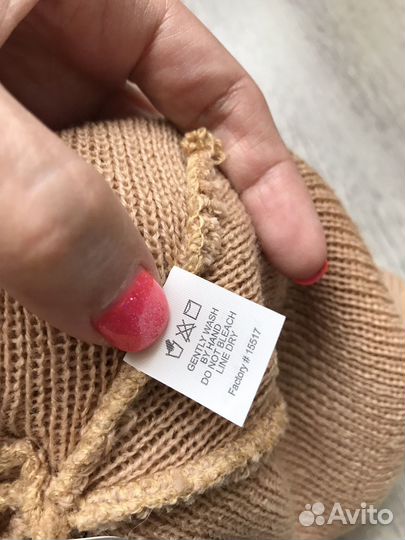 GENTLY WASH
BY HAND
DO NOT BLEACH
LINE DRY
Factory # 15517
Avito